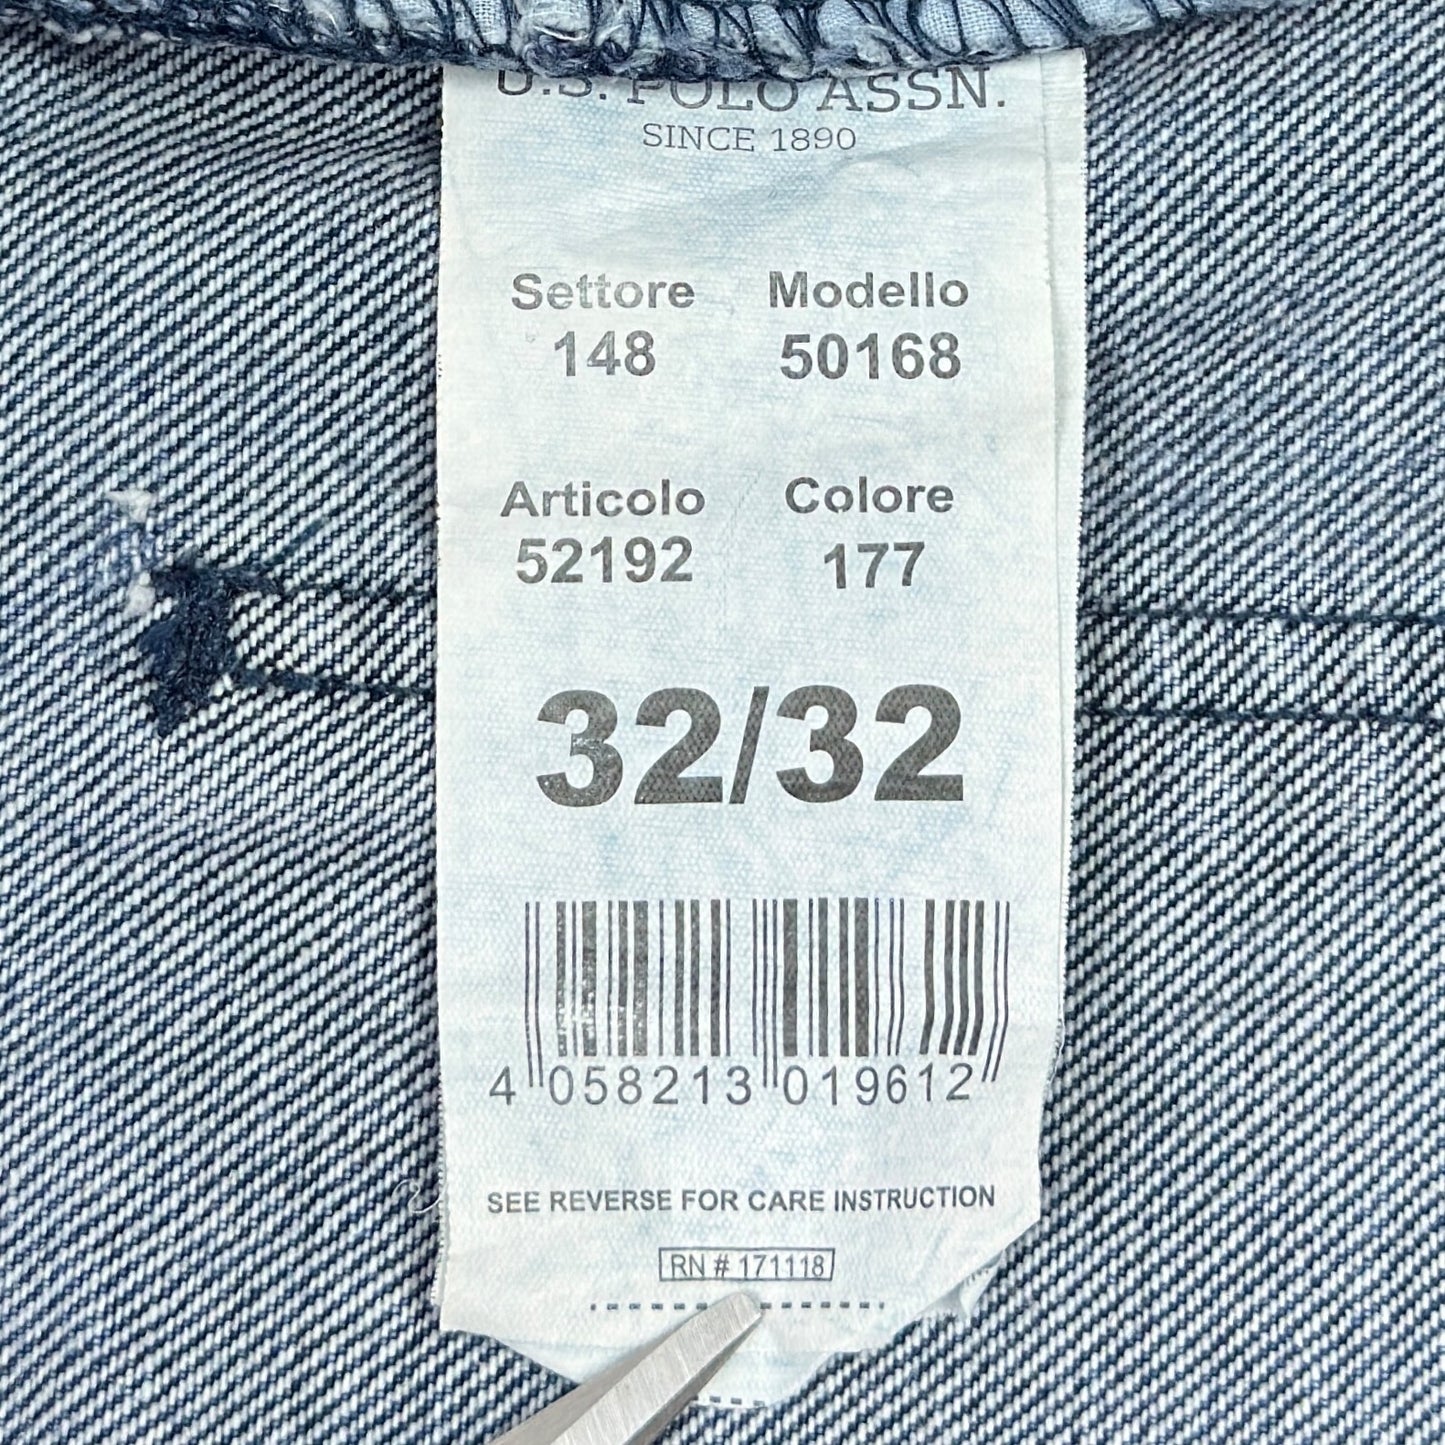 U.S. POLO ASSN.
SINCE 1890
Settore Modello
148 50168
Articolo Colore
52192 177
32/32
4 058213 019612
SEE REVERSE FOR CARE INSTRUCTION
RN # 171118